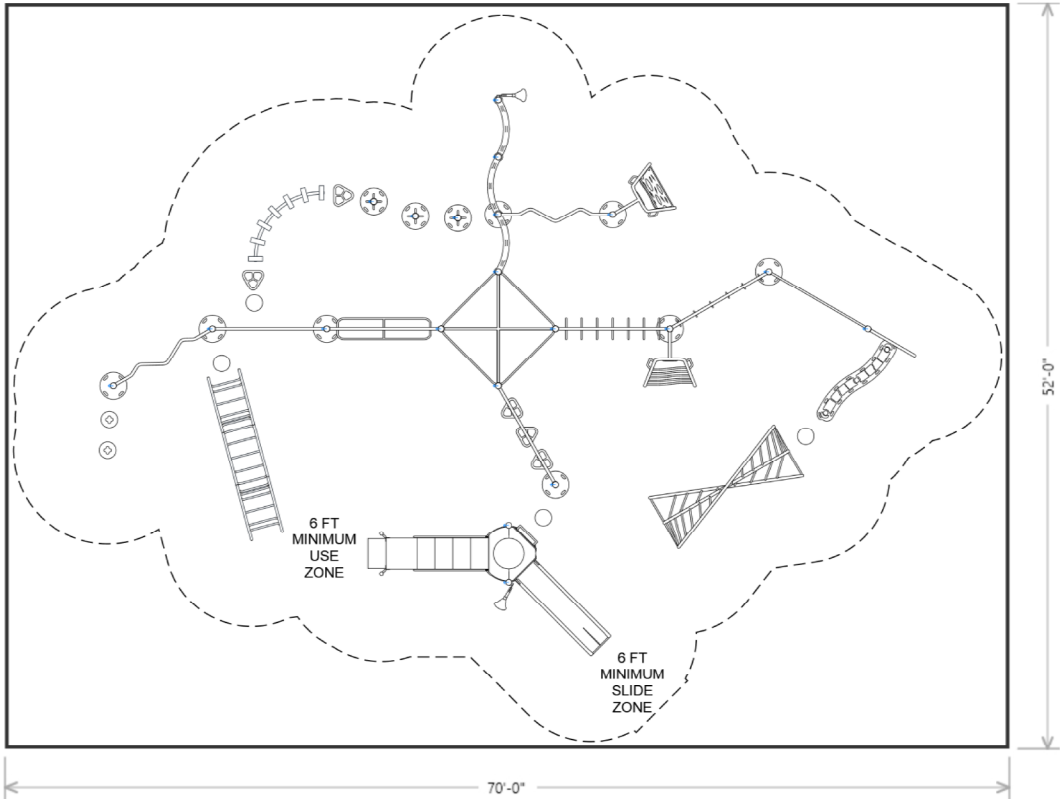 52'-0"
6 FT
MINIMUM
USE
ZONE
6 FT
MINIMUM
SLIDE
ZONE
70'-0"